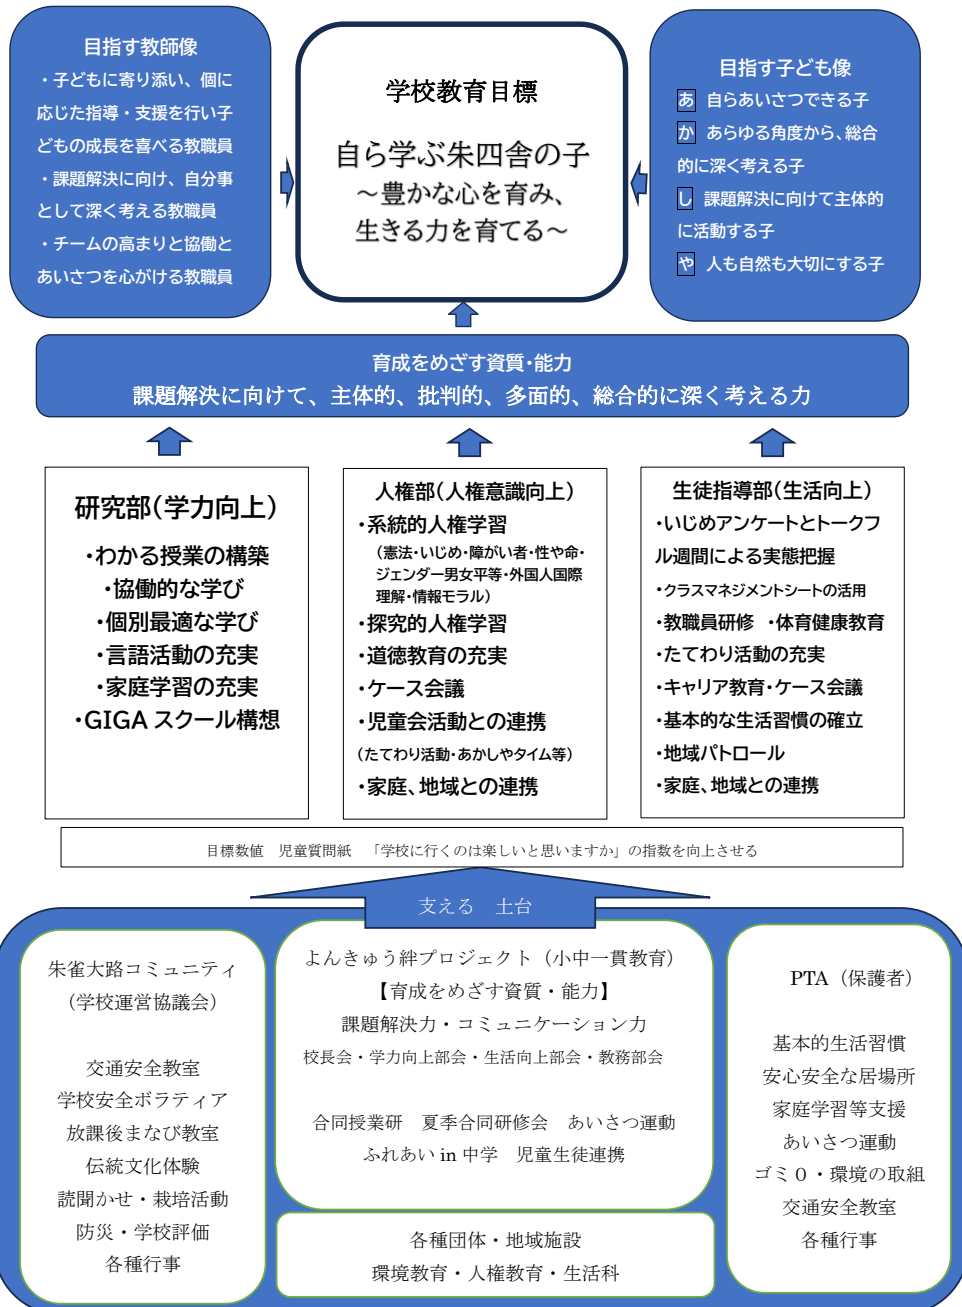 目指す教師像
・子どもに寄り添い、個に
応じた指導・支援を行い子
どもの成長を喜べる教職員
・課題解決に向け、自分事
として深く考える教職員
・チームの高まりと協働と
あいさつを心がける教職員
学校教育目標
自ら学ぶ朱四舎の子
～豊かな心を育み、
生きる力を育てる～
目指す子ども像
あ 自らあいさつできる子
か あらゆる角度から、総合
的に深く考える子
し 課題解決に向けて主体的
に活動する子
や 人も自然も大切にする子
育成をめざす資質・能力
課題解決に向けて、主体的、批判的、多面的、総合的に深く考える力
研究部（学力向上）
・わかる授業の構築
・協働的な学び
・個別最適な学び
・言語活動の充実
・家庭学習の充実
・GIGA スクール構想
人権部（人権意識向上）
・系統的人権学習
（憲法・いじめ・障がい者・性や命・
ジェンダー男女平等・外国人国際
理解・情報モラル）
・探究的人権学習
・道徳教育の充実
・ケース会議
・児童会活動との連携
（たてわり活動・あかしやタイム等）
・家庭、地域との連携
生徒指導部（生活向上）
・いじめアンケートとトークフ
ル週間による実態把握
・クラスマネジメントシートの活用
・教職員研修 ・体育健康教育
・たてわり活動の充実
・キャリア教育・ケース会議
・基本的な生活習慣の確立
・地域パトロール
・家庭、地域との連携
目標数値 児童質問紙 「学校に行くのは楽しいと思いますか」の指数を向上させる
支える 土台
朱雀大路コミュニティ
（学校運営協議会）
交通安全教室
学校安全ボラティア
放課後まなび教室
伝統文化体験
読聞かせ・栽培活動
防災・学校評価
各種行事
よんきゅう絆プロジェクト（小中一貫教育）
【育成をめざす資質・能力】
課題解決力・コミュニケーション力
校長会・学力向上部会・生活向上部会・教務部会
合同授業研 夏季合同研修会 あいさつ運動
ふれあい in 中学 児童生徒連携
各種団体・地域施設
環境教育・人権教育・生活科
PTA（保護者）
基本的生活習慣
安心安全な居場所
家庭学習等支援
あいさつ運動
ゴミ０・環境の取組
交通安全教室
各種行事